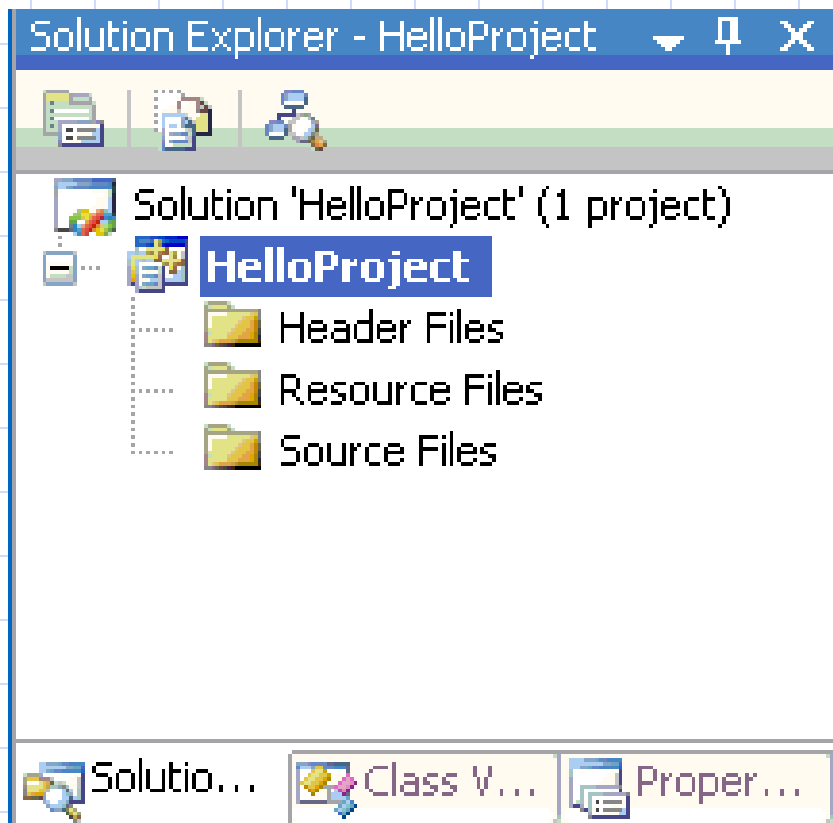 Solution Explorer - HelloProject
Solution 'HelloProject' (1 project)
HelloProject
Header Files
Resource Files
Source Files
Solutio... Class V... Proper...